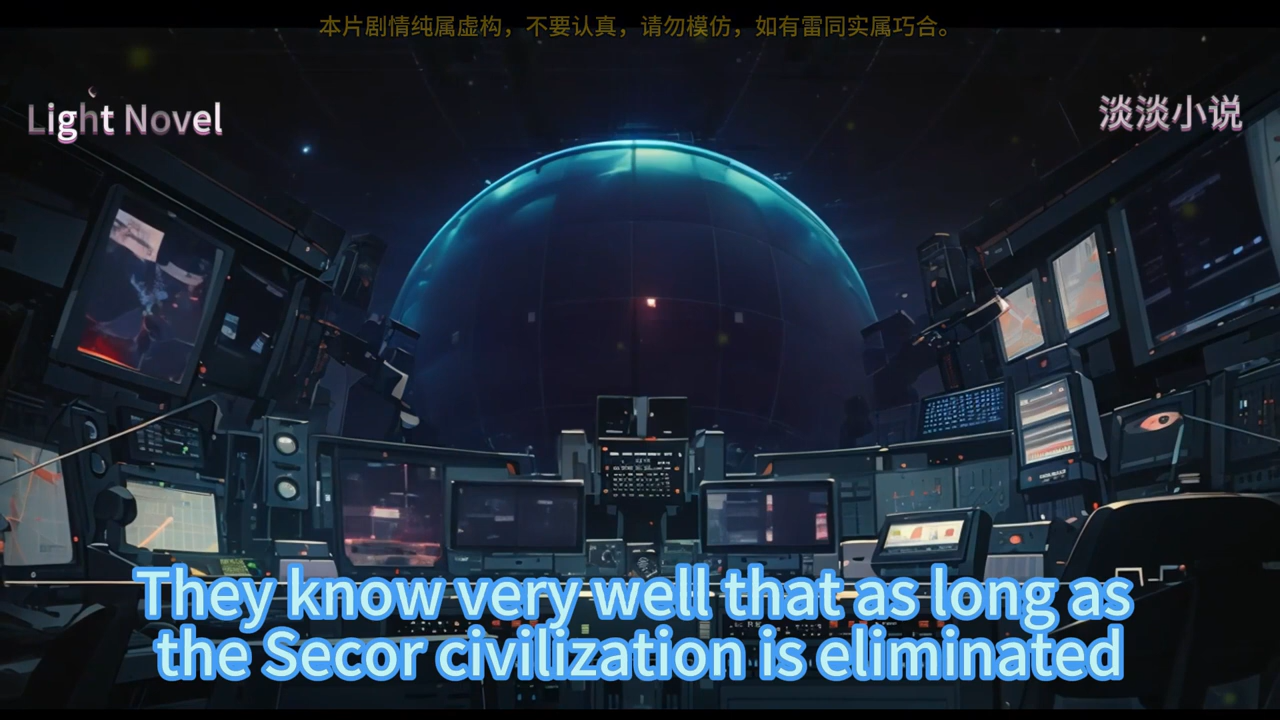 本片剧情纯属虚构，不要认真，请勿模仿，如有雷同实属巧合。
Light Novel
淡淡小说
They know very well that as long as
the Secor civilization is eliminated